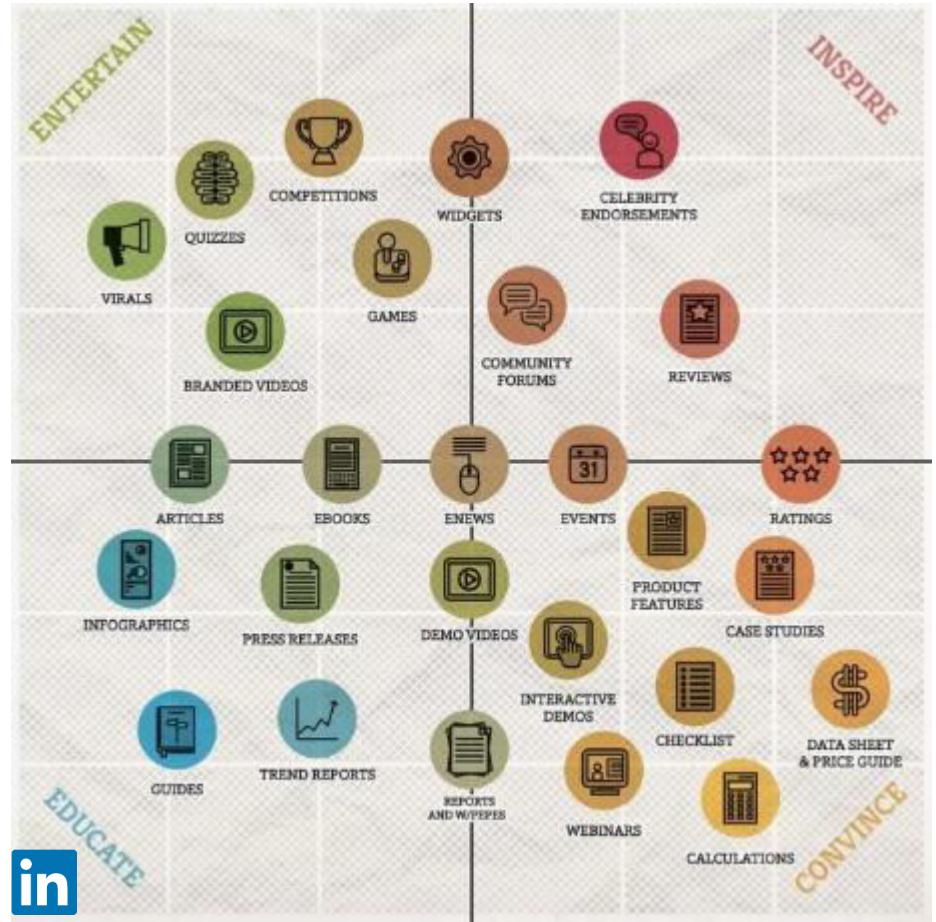 ENTERTAIN
INSPIRE
COMPETITIONS
WIDGETS
CELEBRITY
ENDORSEMENTS
QUIZZES
VIRALS
GAMES
BRANDED VIDEOS
COMMUNITY
FORUMS
REVIEWS
31
ARTICLES
EBOOKS
ENEWS
EVENTS
RATINGS
INFOGRAPHICS
PRESS RELEASES
DEMO VIDEOS
PRODUCT
FEATURES
CASE STUDIES
INTERACTIVE
DEMOS
CHECKLIST
DATA SHEET
& PRICE GUIDE
GUIDES
TREND REPORTS
REPORTS
AND W/PEPES
WEBINARS
CALCULATIONS
EDUCATE
CONVINCE
in